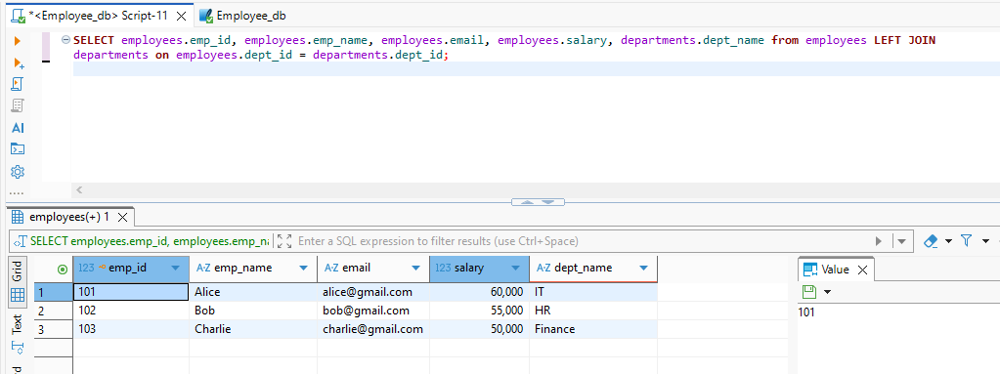 *<Employee_db> Script-11
Employee_db
SELECT employees.emp_id, employees.emp_name, employees.email, employees.salary, departments.dept_name from employees LEFT JOIN
departments on employees.dept_id = departments.dept_id;
AI
employees(+) 1
SELECT employees.emp_id, employees.emp_n
Enter a SQL expression to filter results (use Ctrl+Space)
Grid
Text
123 emp_id A-Z emp_name A-Z email 123 salary A-Z dept_name
1 101 Alice alice@gmail.com 60,000 IT
2 102 Bob bob@gmail.com 55,000 HR
3 103 Charlie charlie@gmail.com 50,000 Finance
Value
101